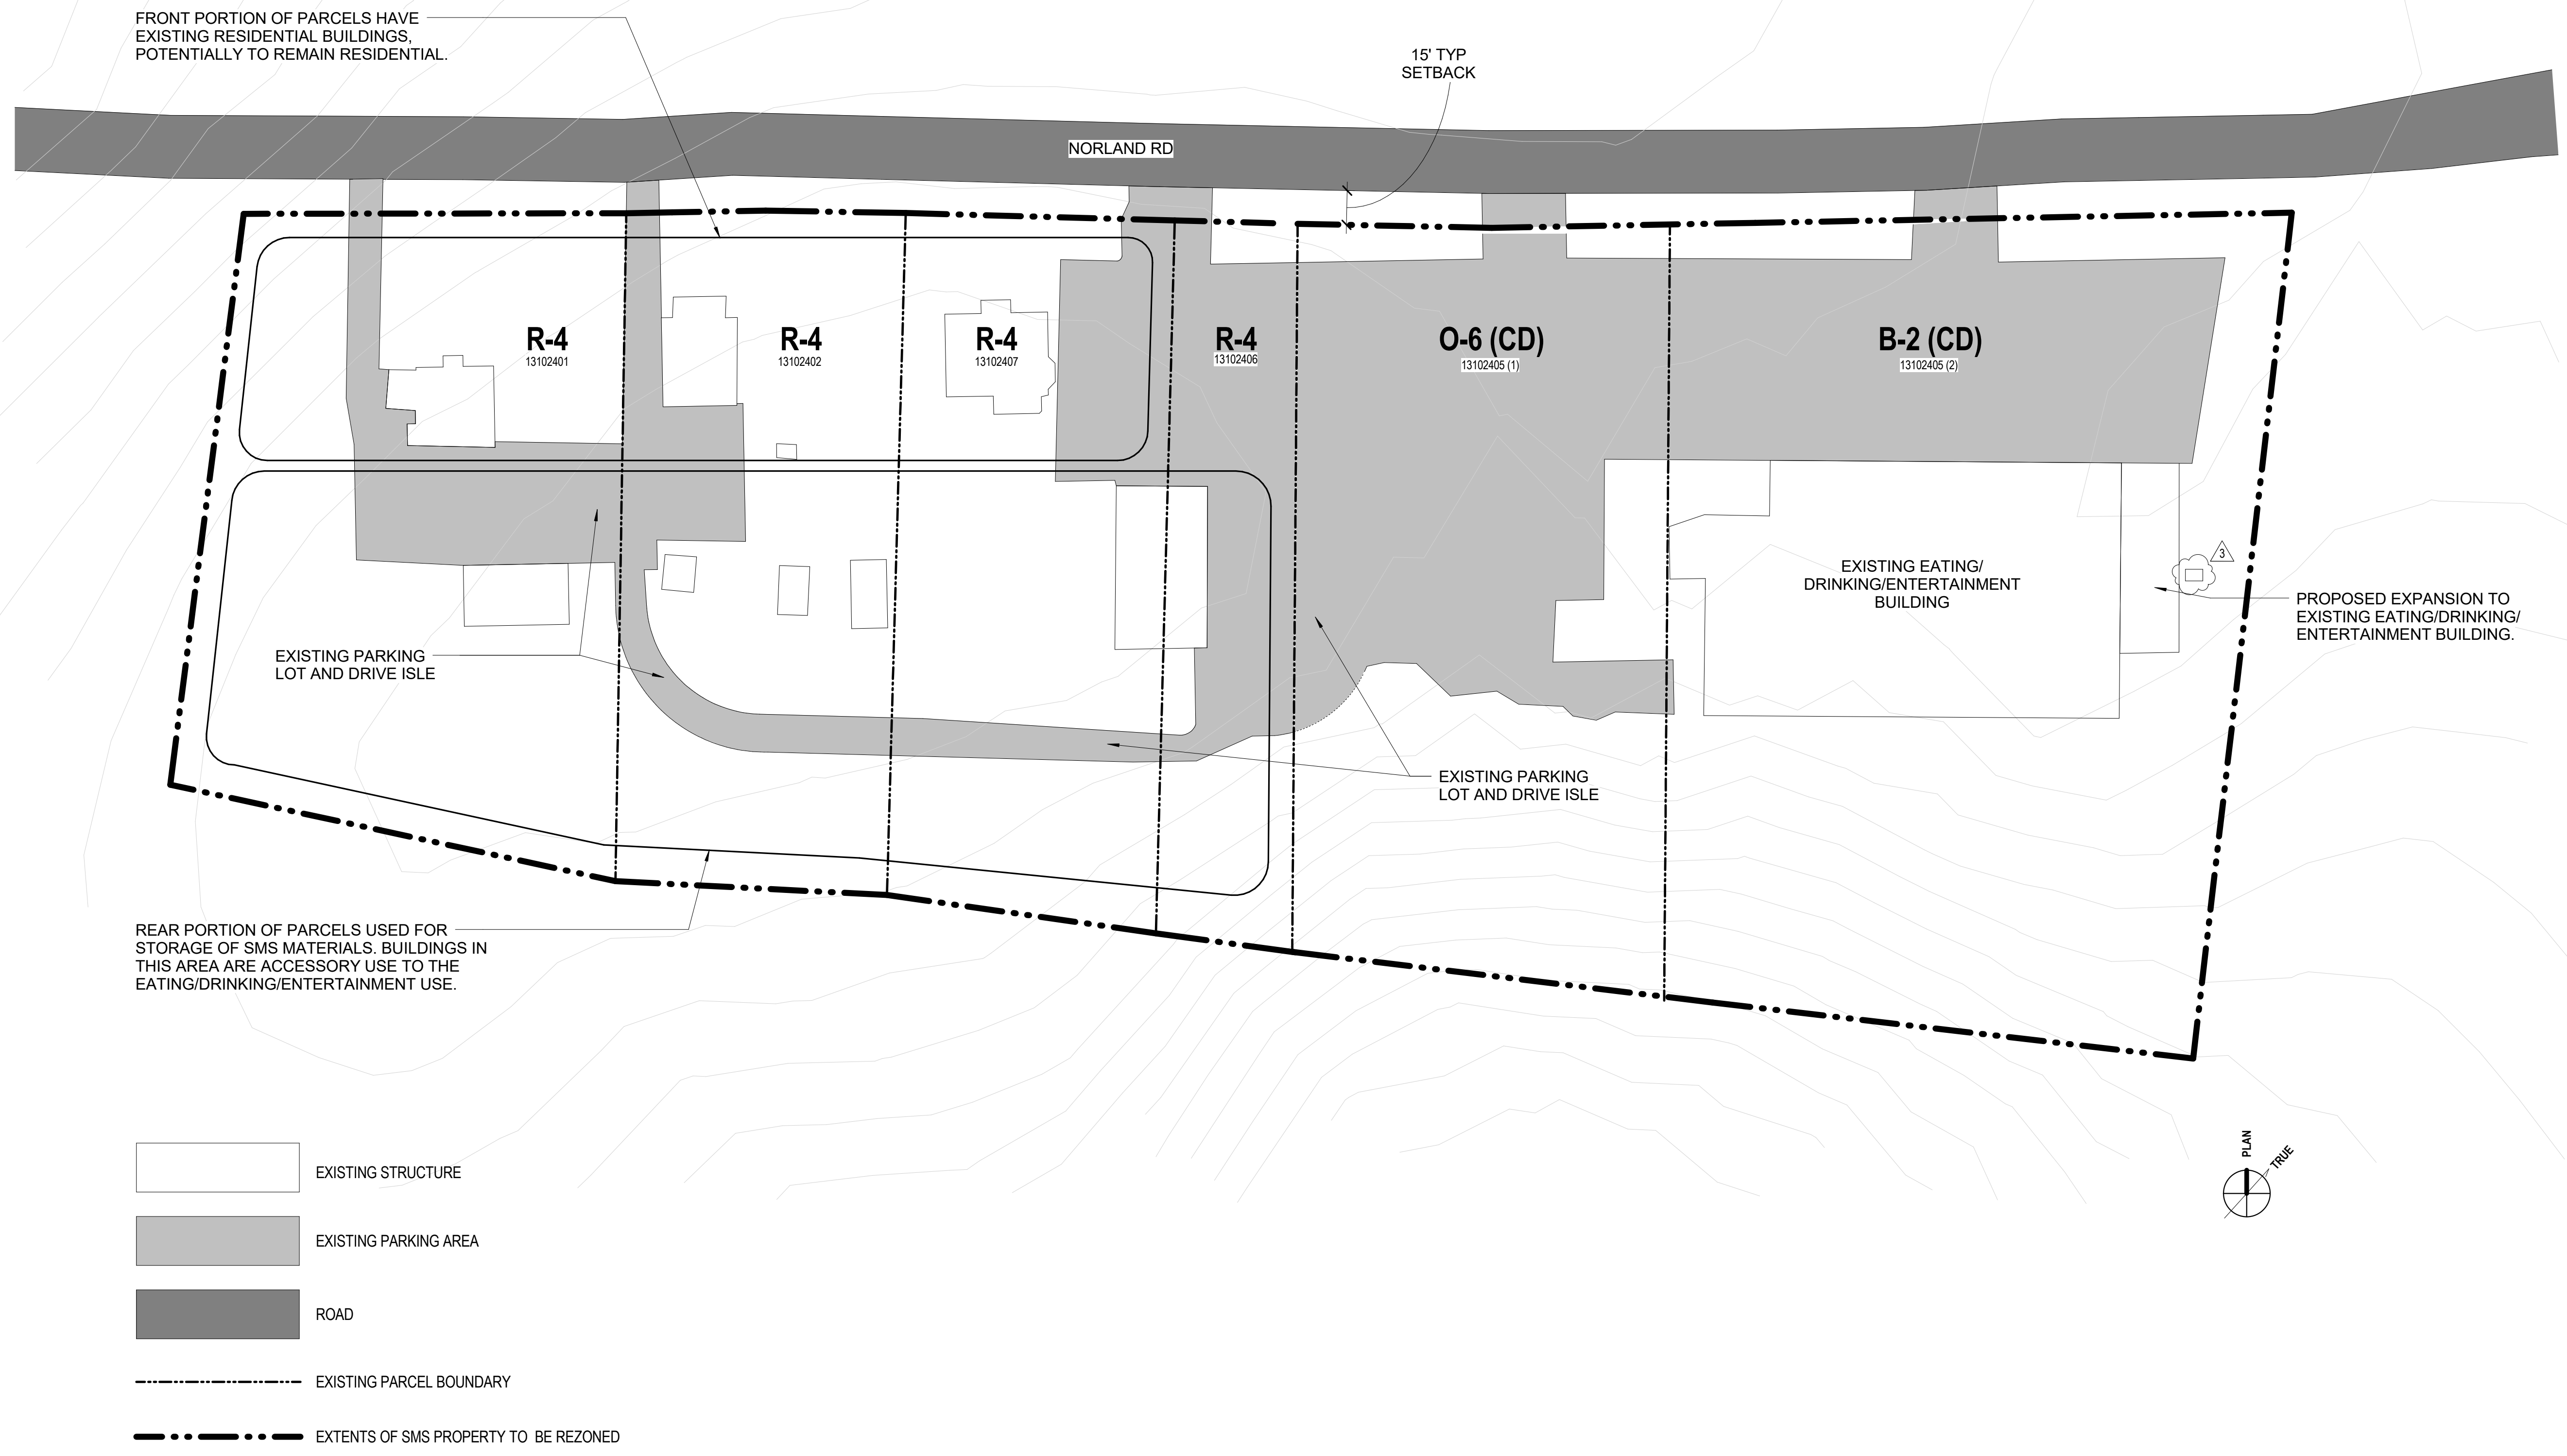 FRONT PORTION OF PARCELS HAVE
EXISTING RESIDENTIAL BUILDINGS,
POTENTIALLY TO REMAIN RESIDENTIAL.
15' TYP
SETBACK
NORLAND RD
R-4
13102401
R-4
13102402
R-4
13102407
R-4
13102406
O-6 (CD)
13102405 (1)
B-2 (CD)
13102405 (2)
EXISTING EATING/
DRINKING/ENTERTAINMENT
BUILDING
3
PROPOSED EXPANSION TO
EXISTING EATING/DRINKING/
ENTERTAINMENT BUILDING.
EXISTING PARKING
LOT AND DRIVE ISLE
EXISTING PARKING
LOT AND DRIVE ISLE
REAR PORTION OF PARCELS USED FOR
STORAGE OF SMS MATERIALS. BUILDINGS IN
THIS AREA ARE ACCESSORY USE TO THE
EATING/DRINKING/ENTERTAINMENT USE.
PLAN
TRUE
EXISTING STRUCTURE
EXISTING PARKING AREA
ROAD
EXISTING PARCEL BOUNDARY
EXTENTS OF SMS PROPERTY TO BE REZONED